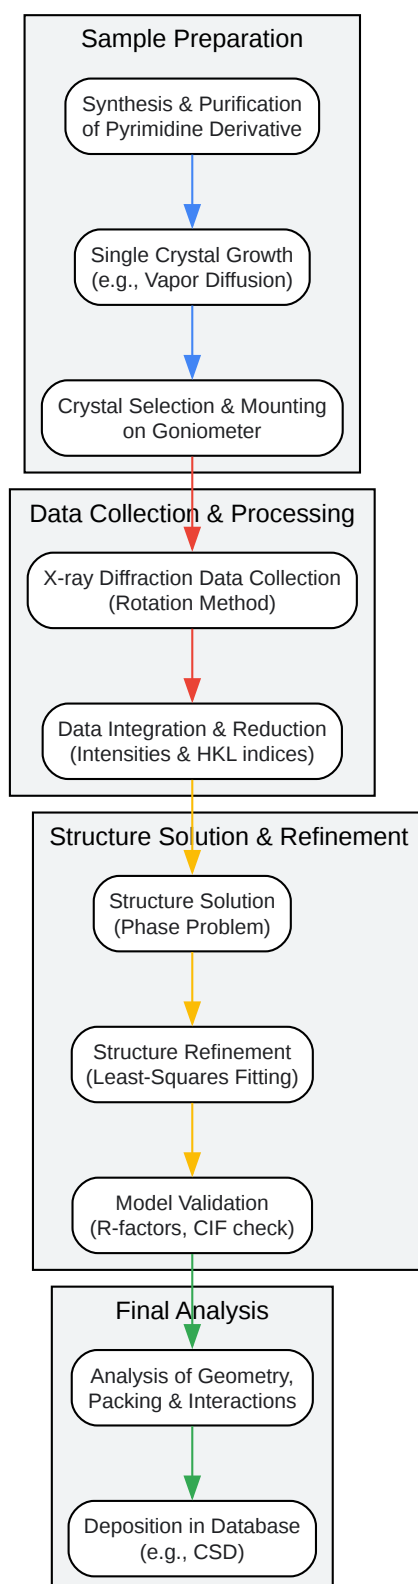 Sample Preparation
Synthesis & Purification
of Pyrimidine Derivative
Single Crystal Growth
(e.g., Vapor Diffusion)
Crystal Selection & Mounting
on Goniometer
Data Collection & Processing
X-ray Diffraction Data Collection
(Rotation Method)
Data Integration & Reduction
(Intensities & HKL indices)
Structure Solution & Refinement
Structure Solution
(Phase Problem)
Structure Refinement
(Least-Squares Fitting)
Model Validation
(R-factors, CIF check)
Final Analysis
Analysis of Geometry,
Packing & Interactions
Deposition in Database
(e.g., CSD)